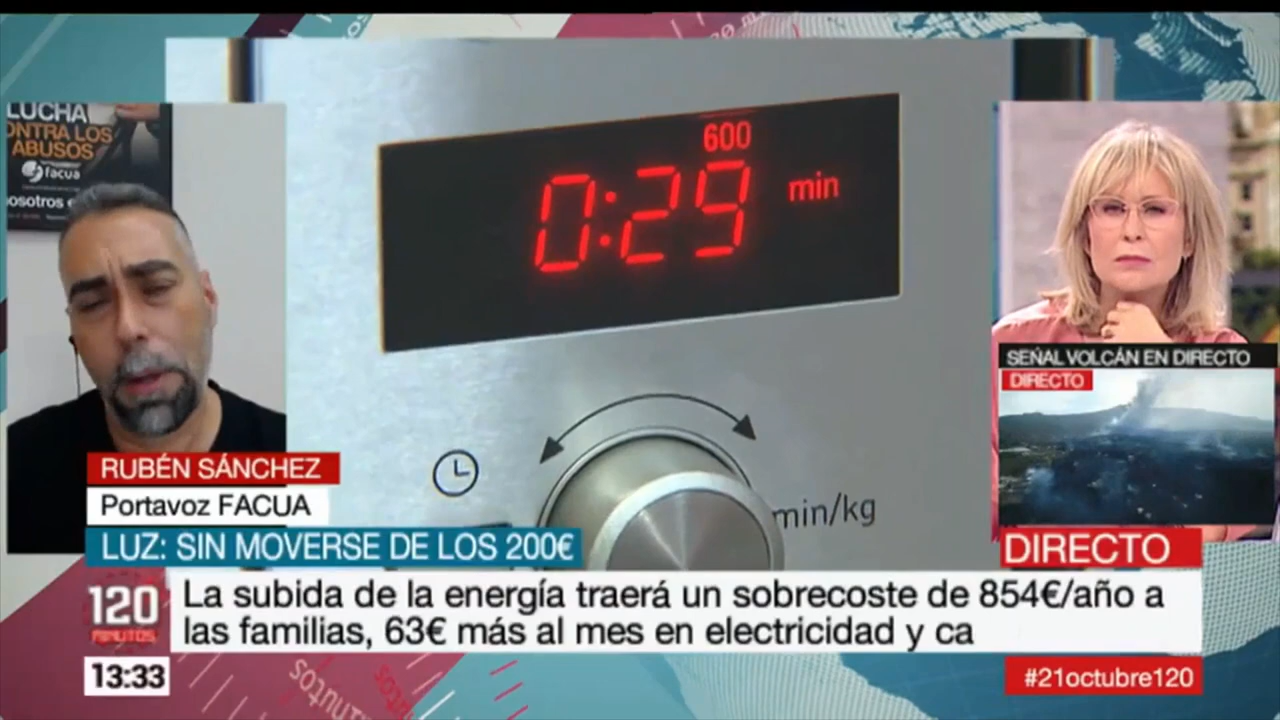 LUCHA
CONTRA LOS
ABUSOS
facua
600
0:29 min
min/kg
SEÑAL VOLCÁN EN DIRECTO
DIRECTO
RUBÉN SÁNCHEZ
Portavoz FACUA
LUZ: SIN MOVERSE DE LOS 200€
DIRECTO
120
MINUTOS
La subida de la energía traerá un sobrecoste de 854€/año a
las familias, 63€ más al mes en electricidad y ca
13:33
#21octubre120